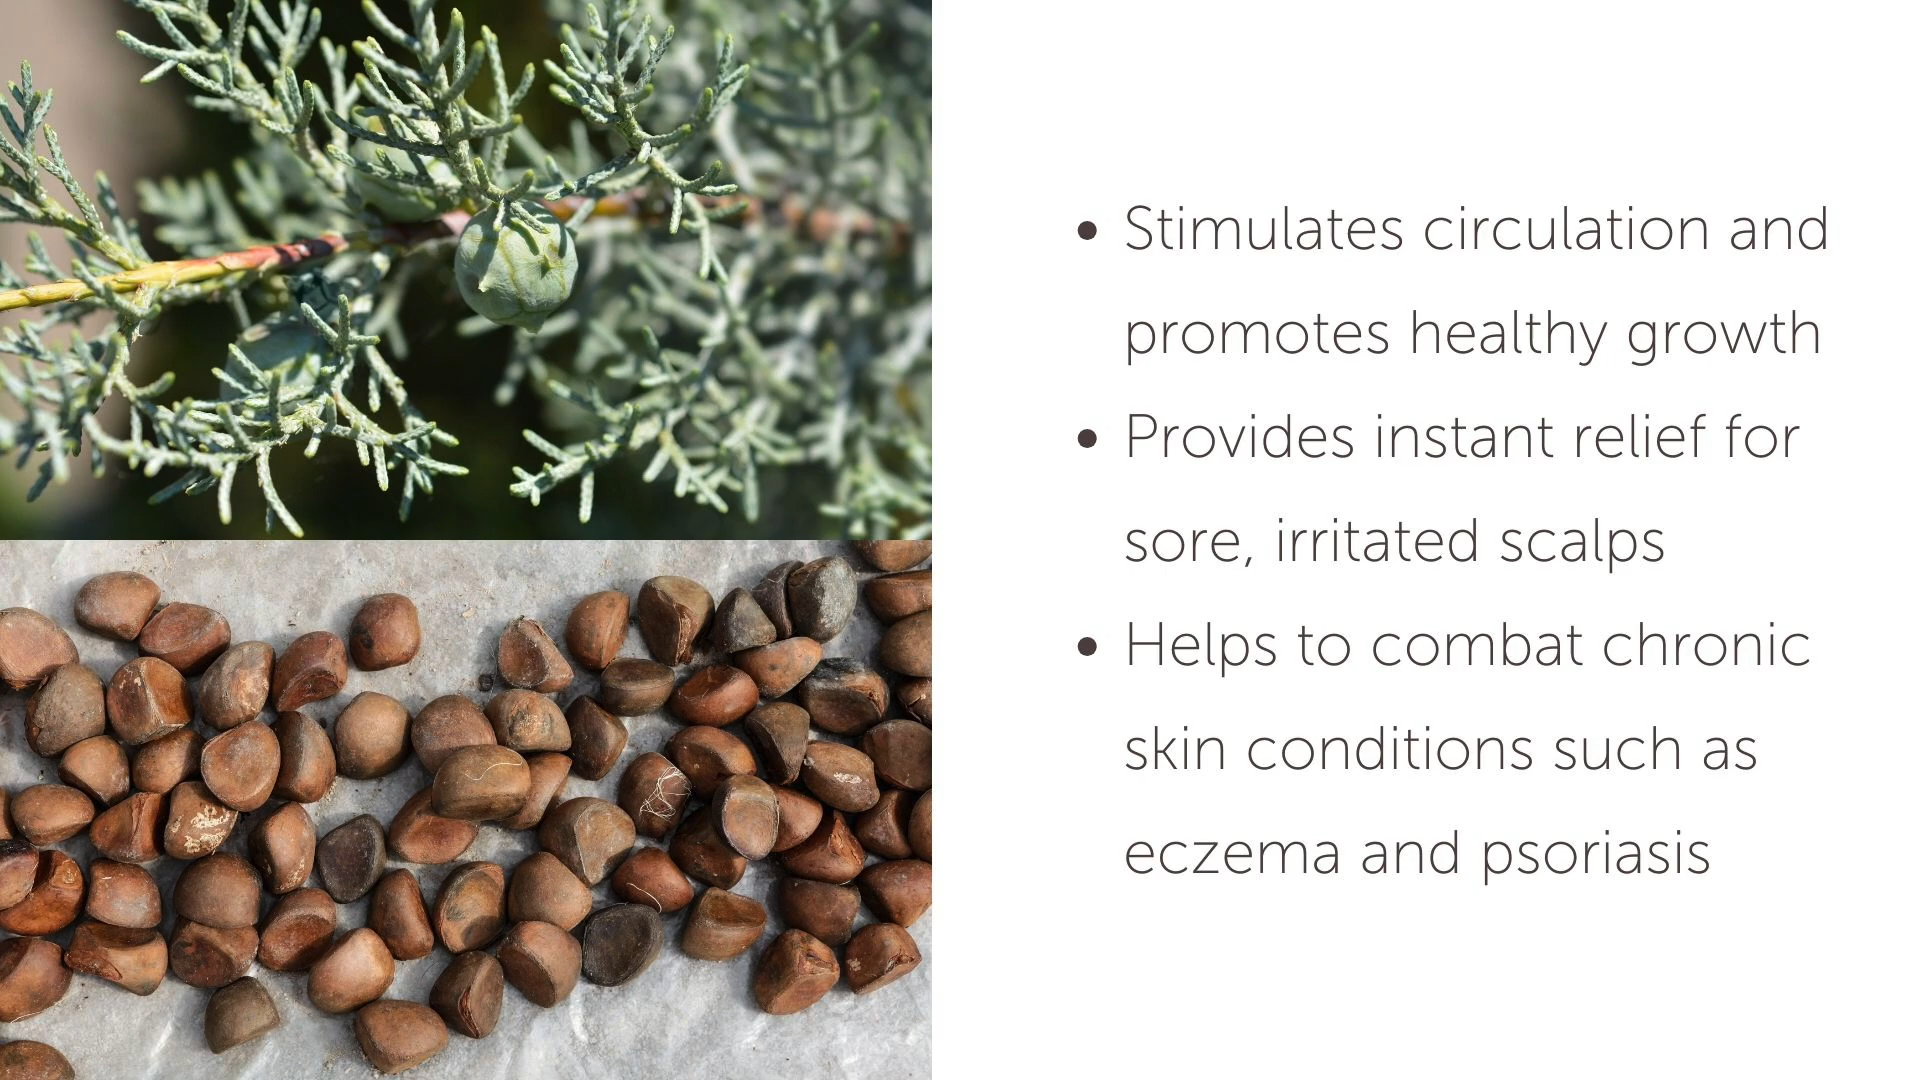 • Stimulates circulation and
promotes healthy growth
• Provides instant relief for
sore, irritated scalps
• Helps to combat chronic
skin conditions such as
eczema and psoriasis